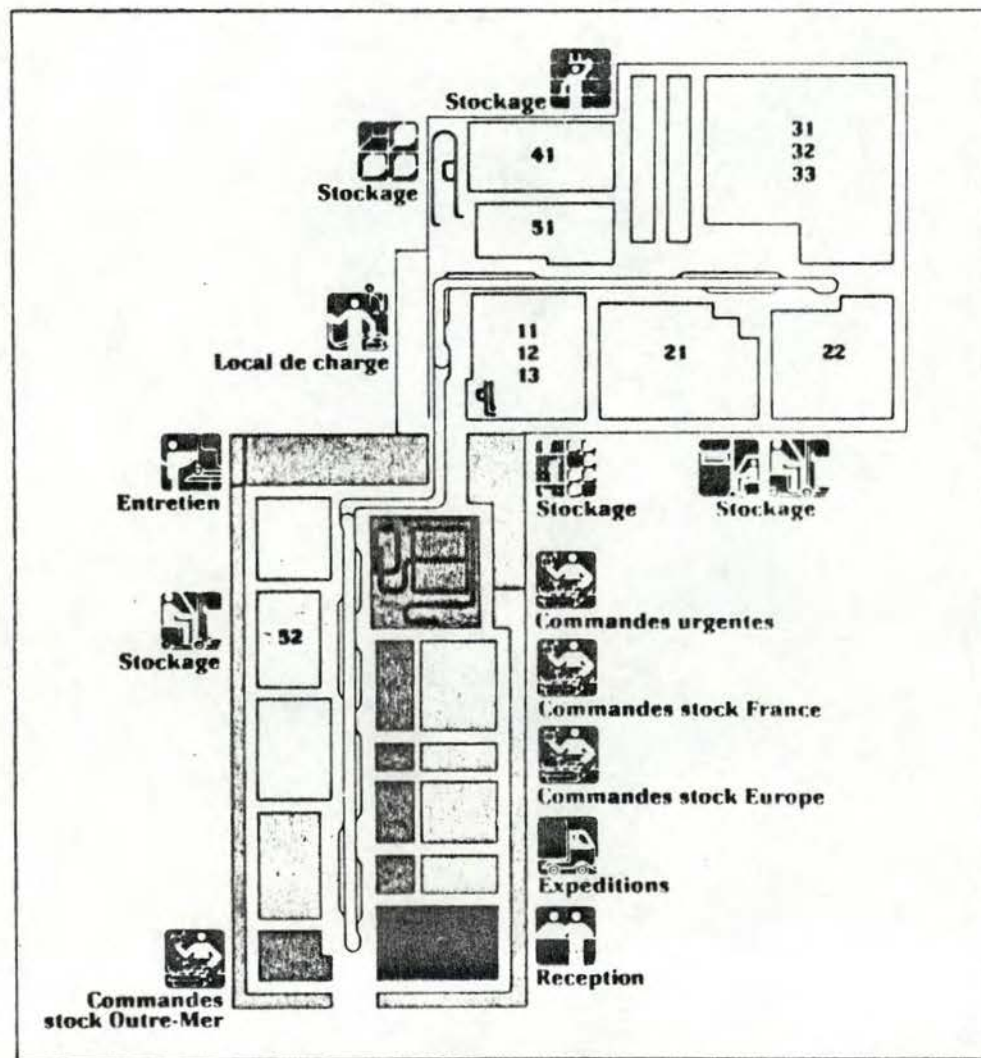 Stockage
Stockage
41
31
32
33
51
Local de charge
11
12
13
21
22
Entretien
Stockage
Stockage
Commandes urgentes
Stockage
52
Commandes stock France
Commandes stock Europe
Expeditions
Reception
Commandes
stock Outre-Mer